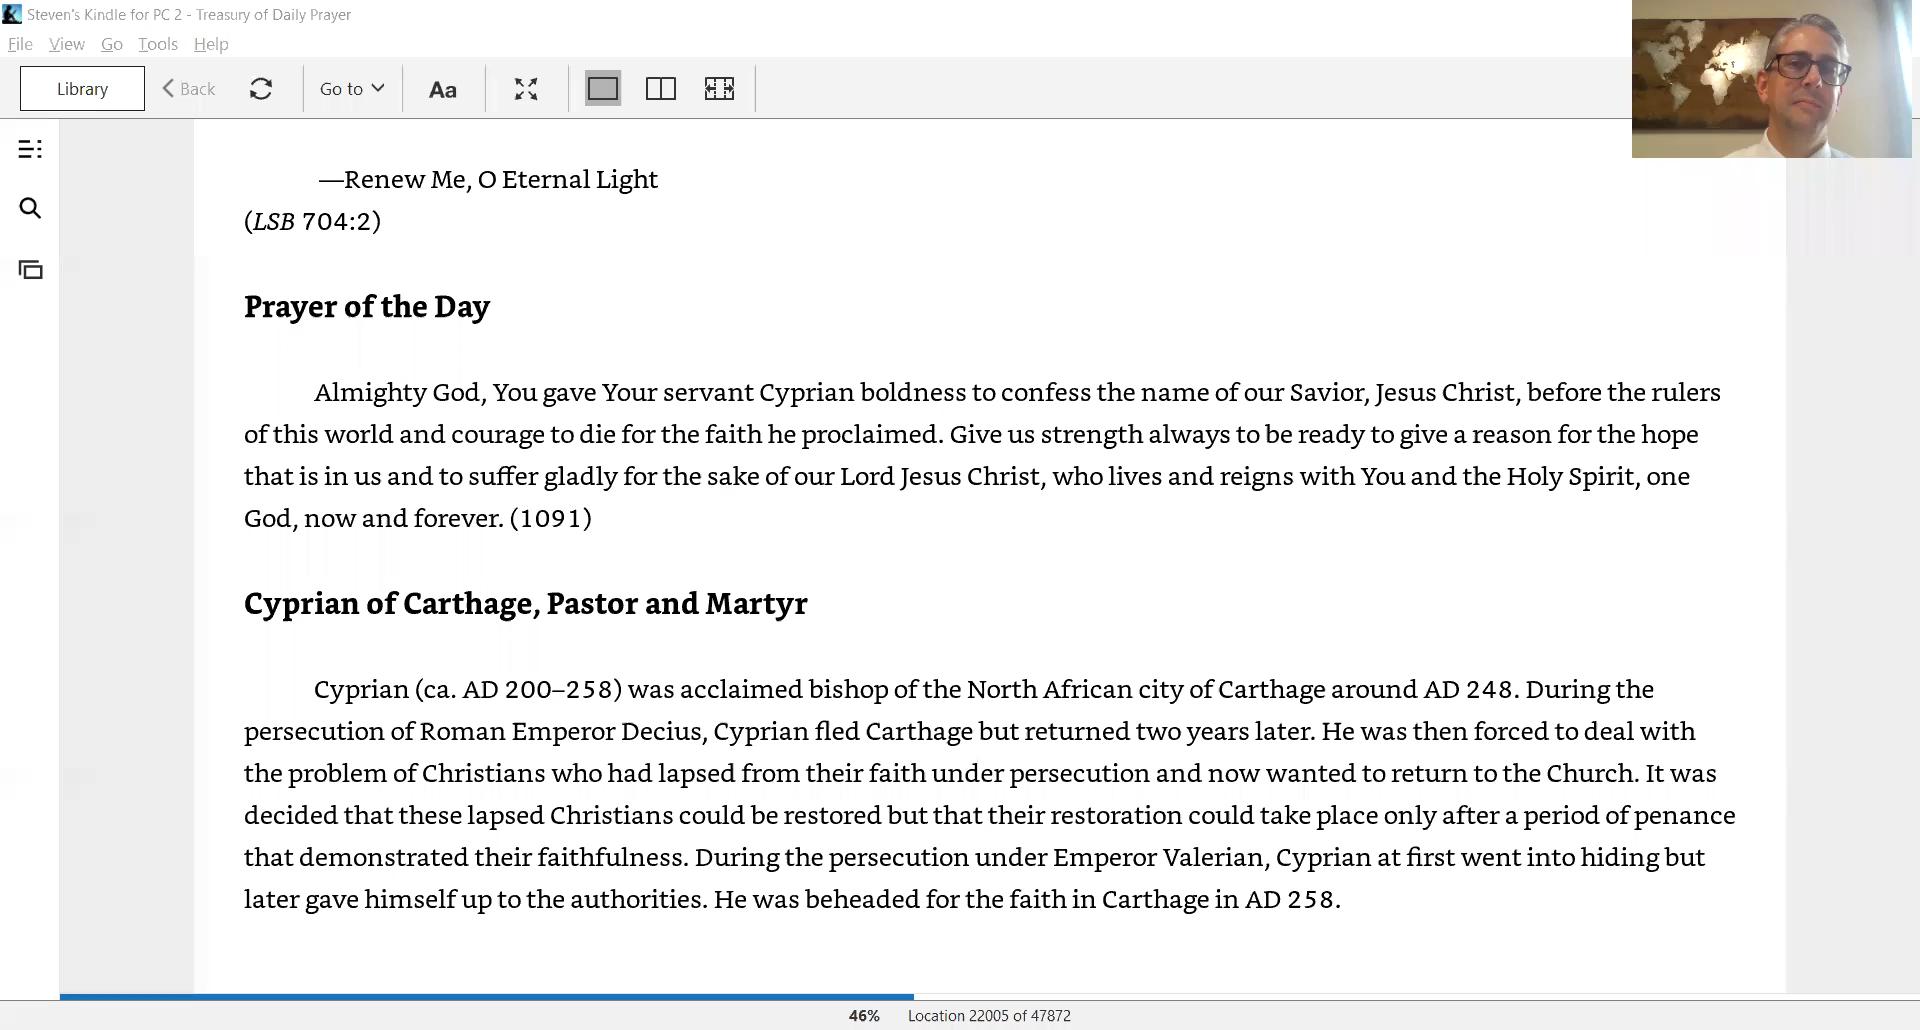 Steven's Kindle for PC 2 - Treasury of Daily Prayer
File View Go Tools Help
Library Back Go to Aa
—Renew Me, O Eternal Light
(LSB 704:2)
Prayer of the Day
Almighty God, You gave Your servant Cyprian boldness to confess the name of our Savior, Jesus Christ, before the rulers
of this world and courage to die for the faith he proclaimed. Give us strength always to be ready to give a reason for the hope
that is in us and to suffer gladly for the sake of our Lord Jesus Christ, who lives and reigns with You and the Holy Spirit, one
God, now and forever. (1091)
Cyprian of Carthage, Pastor and Martyr
Cyprian (ca. AD 200–258) was acclaimed bishop of the North African city of Carthage around AD 248. During the
persecution of Roman Emperor Decius, Cyprian fled Carthage but returned two years later. He was then forced to deal with
the problem of Christians who had lapsed from their faith under persecution and now wanted to return to the Church. It was
decided that these lapsed Christians could be restored but that their restoration could take place only after a period of penance
that demonstrated their faithfulness. During the persecution under Emperor Valerian, Cyprian at first went into hiding but
later gave himself up to the authorities. He was beheaded for the faith in Carthage in AD 258.
46% Location 22005 of 47872